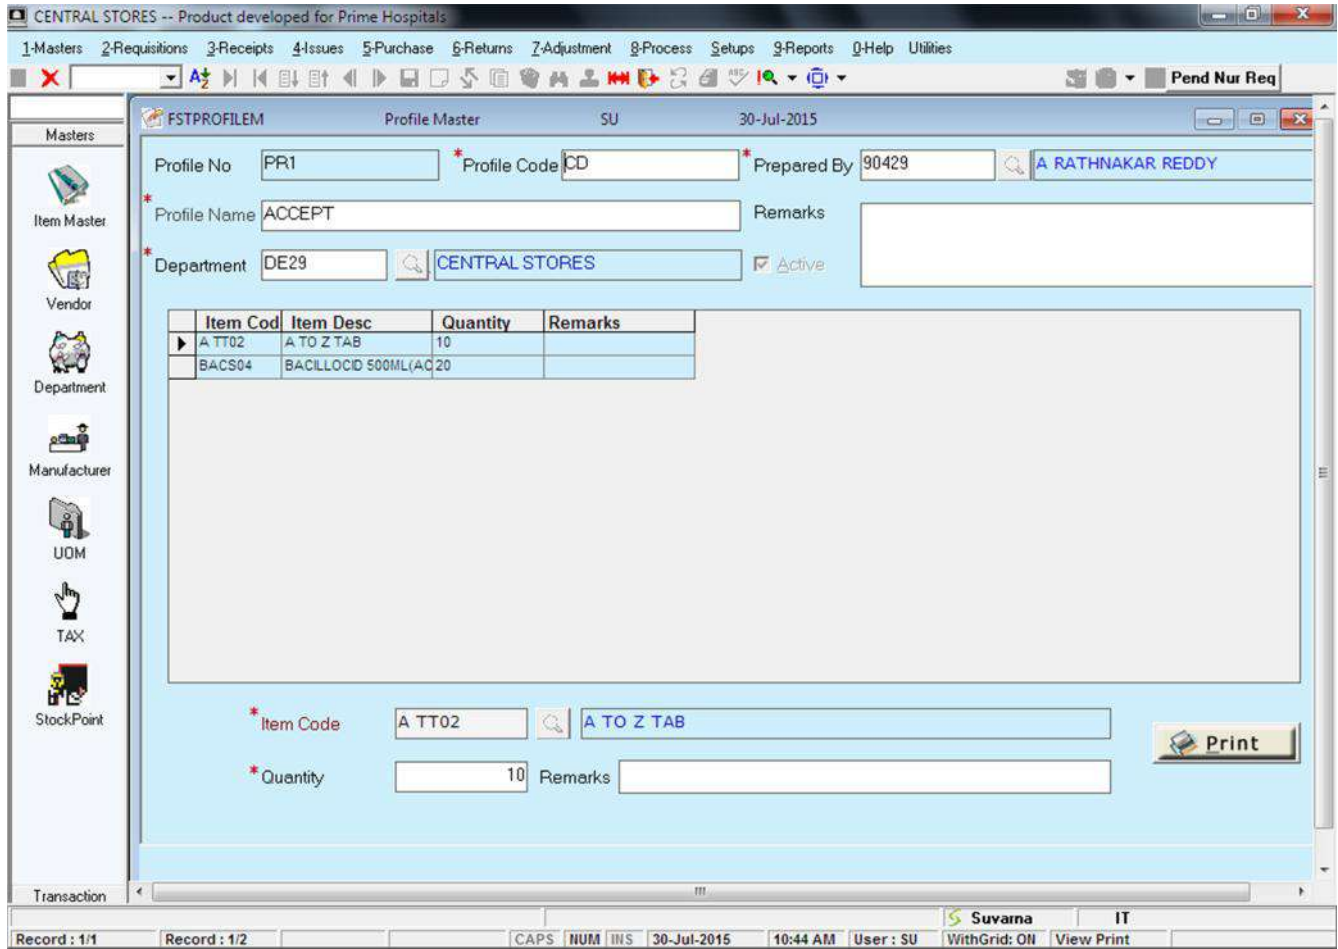 CENTRAL STORES -- Product developed for Prime Hospitals
1-Masters 2-Requisitions 3-Receipts 4-Issues 5-Purchase 6-Returns 7-Adjustment 8-Process Setups 9-Reports 0-Help Utilities
Pend Nur Req
Masters
FSTPROFILEM Profile Master SU 30-Jul-2015
Profile No PR1 *Profile Code CD *Prepared By 90429 A RATHNAKAR REDDY
Item Master
*Profile Name ACCEPT Remarks
*Department DE29 CENTRAL STORES Active
Vendor
Item Cod Item Desc Quantity Remarks
A TT02 A TO Z TAB 10
BACS04 BACILLOCID 500ML(AC 20
Department
Manufacturer
UOM
TAX
StockPoint
*Item Code A TT02 A TO Z TAB
Print
*Quantity 10 Remarks
Transaction
Suvarna IT
Record : 1/1 Record : 1/2 CAPS NUM INS 30-Jul-2015 10:44 AM User : SU WithGrid: ON View Print